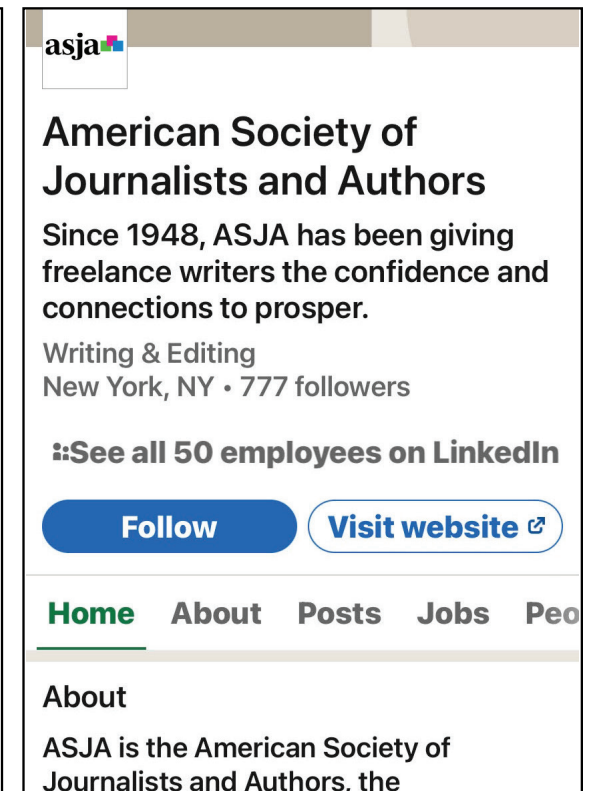 asja
American Society of
Journalists and Authors
Since 1948, ASJA has been giving
freelance writers the confidence and
connections to prosper.
Writing & Editing
New York, NY • 777 followers
See all 50 employees on LinkedIn
Follow Visit website
Home About Posts Jobs Peo
About
ASJA is the American Society of
Journalists and Authors, the